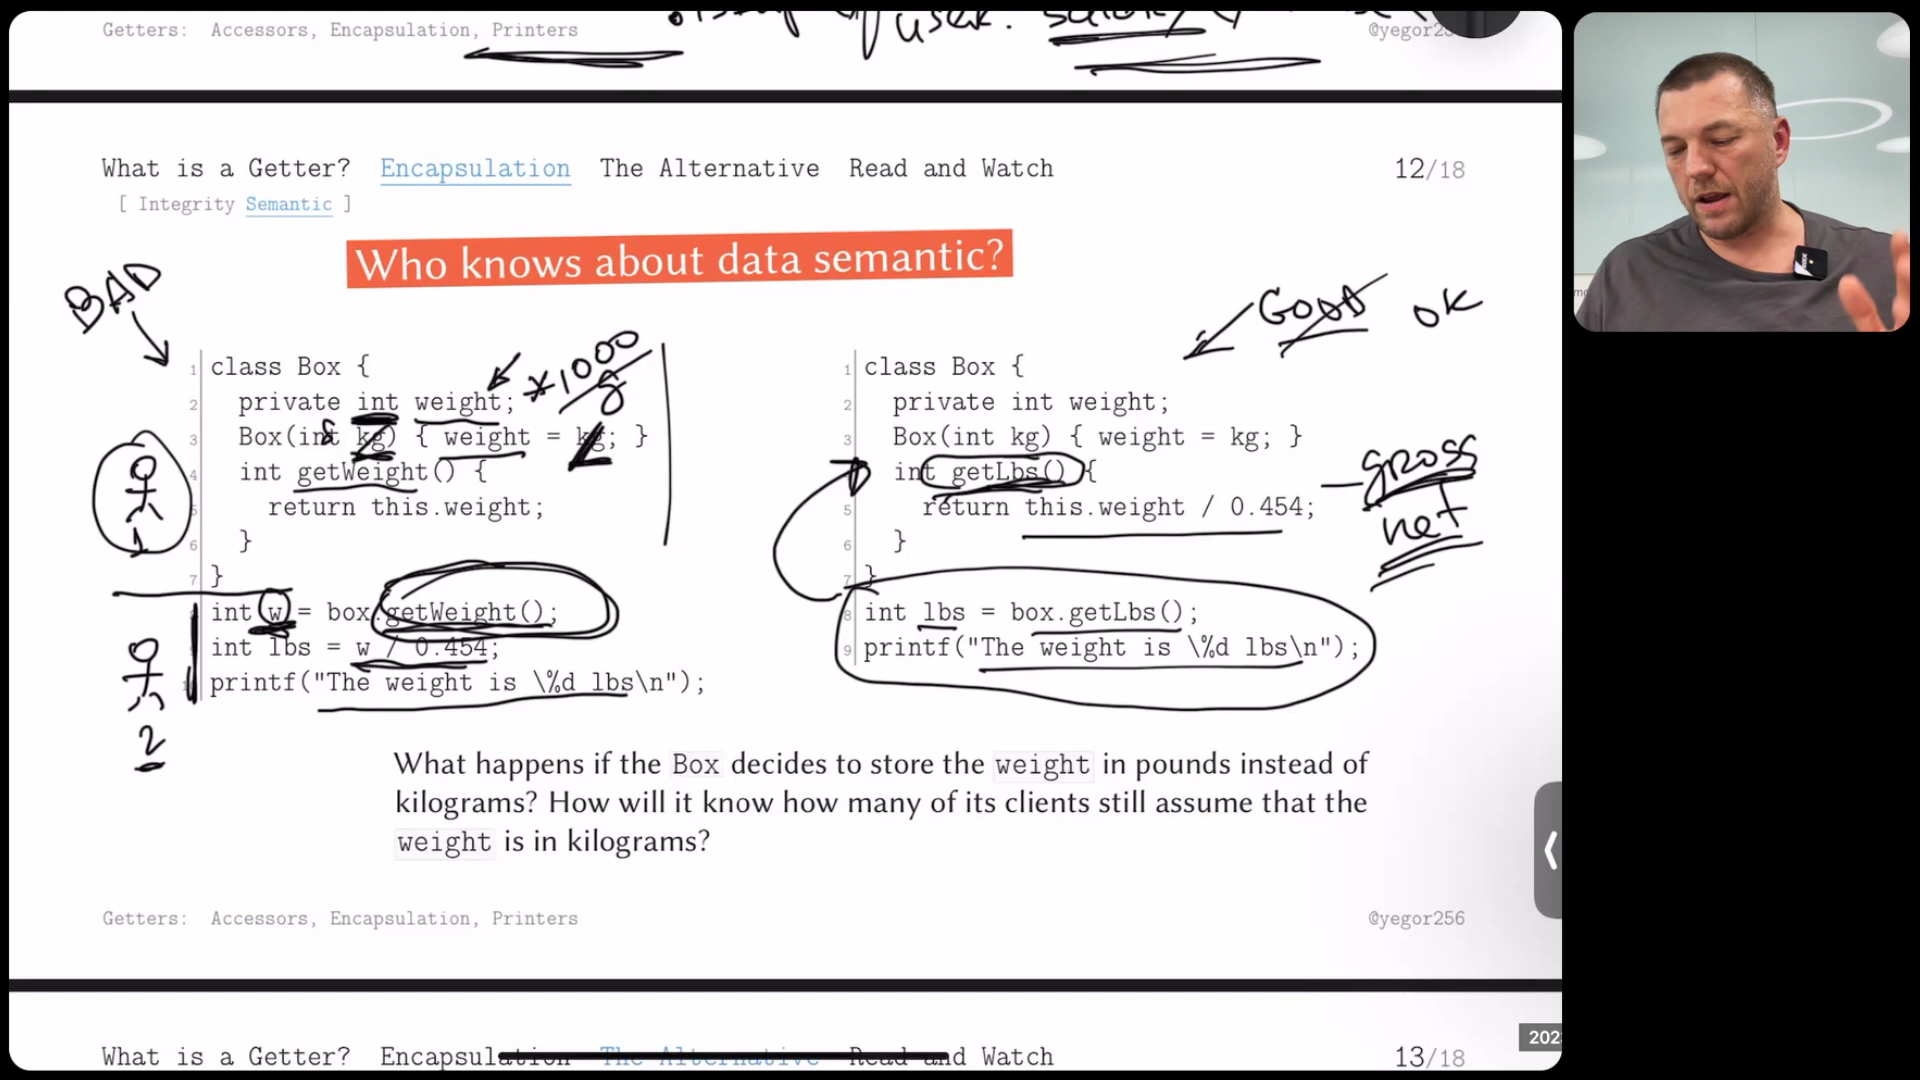 user.
Getters: Accessors, Encapsulation, Printers
What is a Getter? Encapsulation The Alternative Read and Watch 12/18
[ Integrity Semantic ]
Who knows about data semantic?
BAD
GOOD OK
*1000
g
1 class Box {
2 private int weight;
3 Box(int kg) { weight = kg; }
4 int getWeight() {
5 return this.weight;
6 }
7 }
int w = box.getWeight();
int lbs = w / 0.454;
printf("The weight is \%d lbs\n");
1
2
1 class Box {
2 private int weight;
3 Box(int kg) { weight = kg; }
4 int getLbs() {
5 return this.weight / 0.454;
6 }
7 }
8 int lbs = box.getLbs();
9 printf("The weight is \%d lbs\n");
gross
net
What happens if the Box decides to store the weight in pounds instead of
kilograms? How will it know how many of its clients still assume that the
weight is in kilograms?
Getters: Accessors, Encapsulation, Printers @yegor256
What is a Getter? Encapsulation The Alternative Read and Watch 13/18